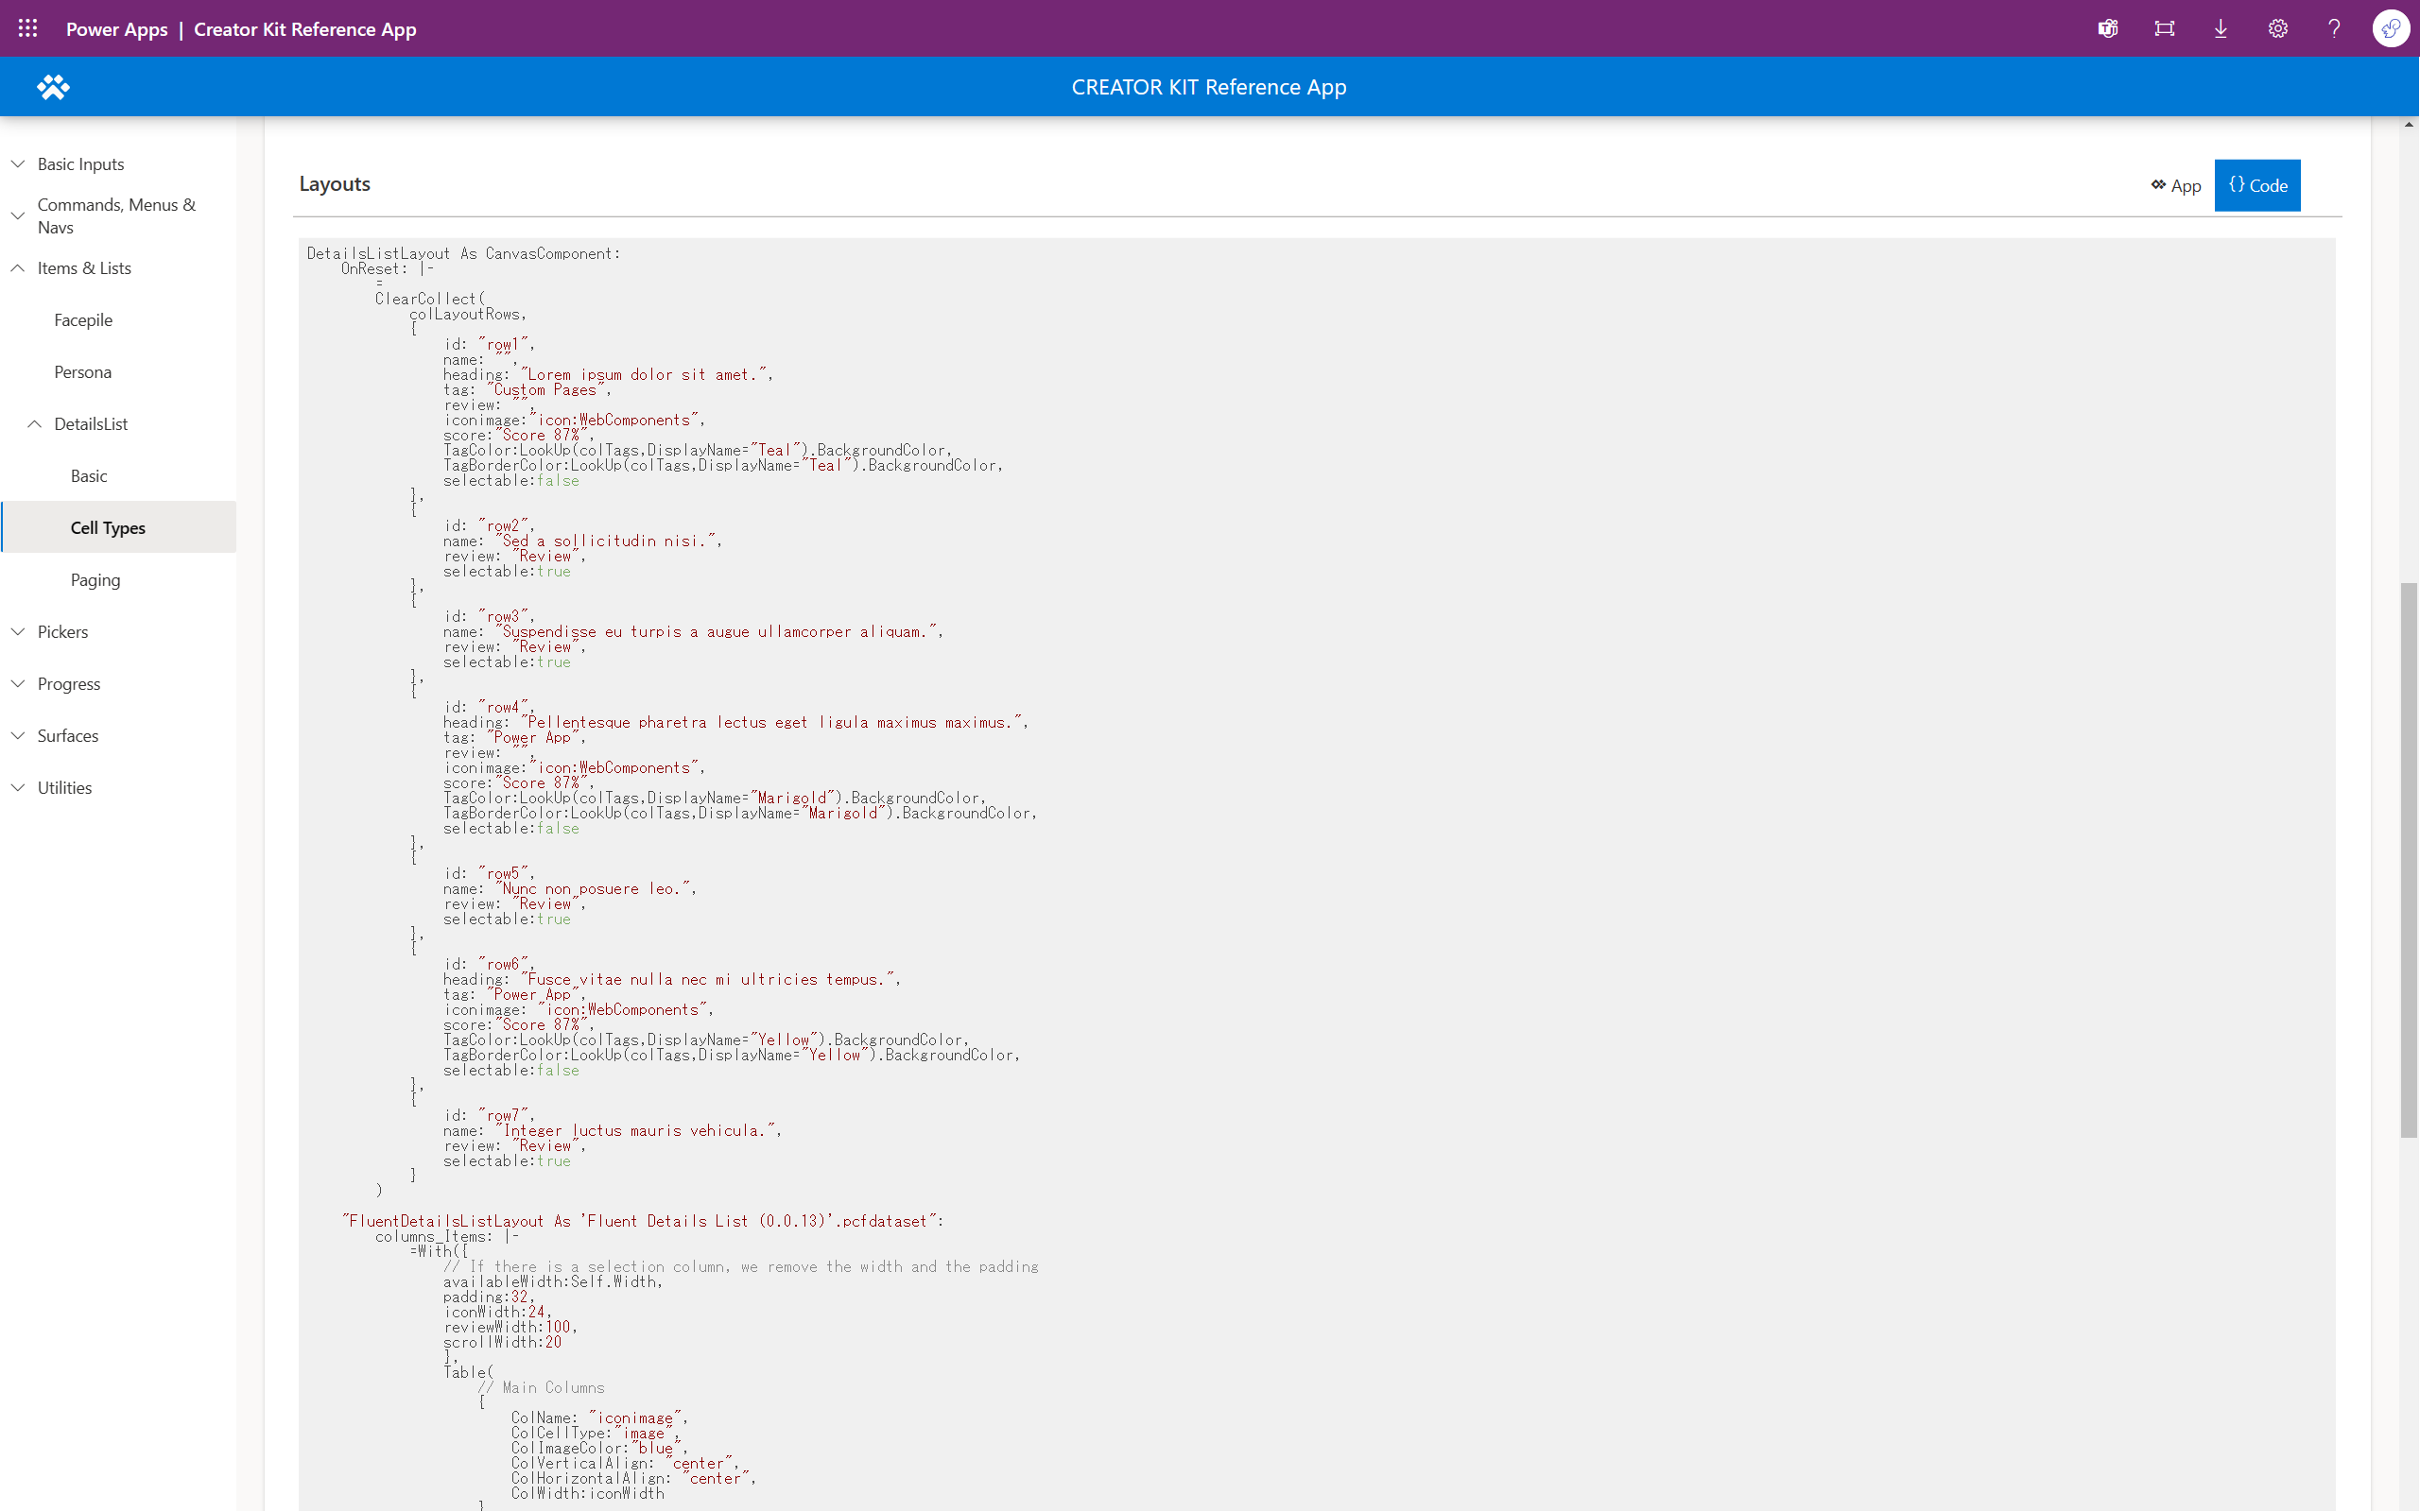 Power Apps | Creator Kit Reference App
CREATOR KIT Reference App
Basic Inputs
Commands, Menus &
Navs
Items & Lists
Facepile
Persona
DetailsList
Basic
Cell Types
Paging
Pickers
Progress
Surfaces
Utilities
Layouts
App
{} Code
DetailsListLayout As CanvasComponent:
    OnReset: |-
        =
        ClearCollect(
            colLayoutRows,
            {
                id: "row1",
                name: "",
                heading: "Lorem ipsum dolor sit amet.",
                tag: "Custom Pages",
                review: "",
                iconimage:"icon:WebComponents",
                score:"Score 87%",
                TagColor:LookUp(colTags,DisplayName="Teal").BackgroundColor,
                TagBorderColor:LookUp(colTags,DisplayName="Teal").BackgroundColor,
                selectable:false
            },
            {
                id: "row2",
                name: "Sed a sollicitudin nisi.",
                review: "Review",
                selectable:true
            },
            {
                id: "row3",
                name: "Suspendisse eu turpis a augue ullamcorper aliquam.",
                review: "Review",
                selectable:true
            },
            {
                id: "row4",
                heading: "Pellentesque pharetra lectus eget ligula maximus maximus.",
                tag: "Power App",
                review: "",
                iconimage:"icon:WebComponents",
                score:"Score 87%",
                TagColor:LookUp(colTags,DisplayName="Marigold").BackgroundColor,
                TagBorderColor:LookUp(colTags,DisplayName="Marigold").BackgroundColor,
                selectable:false
            },
            {
                id: "row5",
                name: "Nunc non posuere leo.",
                review: "Review",
                selectable:true
            },
            {
                id: "row6",
                heading: "Fusce vitae nulla nec mi ultricies tempus.",
                tag: "Power App",
                iconimage: "icon:WebComponents",
                score:"Score 87%",
                TagColor:LookUp(colTags,DisplayName="Yellow").BackgroundColor,
                TagBorderColor:LookUp(colTags,DisplayName="Yellow").BackgroundColor,
                selectable:false
            },
            {
                id: "row7",
                name: "Integer luctus mauris vehicula.",
                review: "Review",
                selectable:true
            }
        )
    "FluentDetailsListLayout As 'Fluent Details List (0.0.13)'.pcfdataset":
        columns_Items: |-
            =With({
                // If there is a selection column, we remove the width and the padding
                availableWidth:Self.Width,
                padding:32,
                iconWidth:24,
                reviewWidth:100,
                scrollWidth:20
                },
                Table(
                    // Main Columns
                    {
                        ColName: "iconimage",
                        ColCellType:"image",
                        ColImageColor:"blue",
                        ColVerticalAlign: "center",
                        ColHorizontalAlign: "center",
                        ColWidth:iconWidth